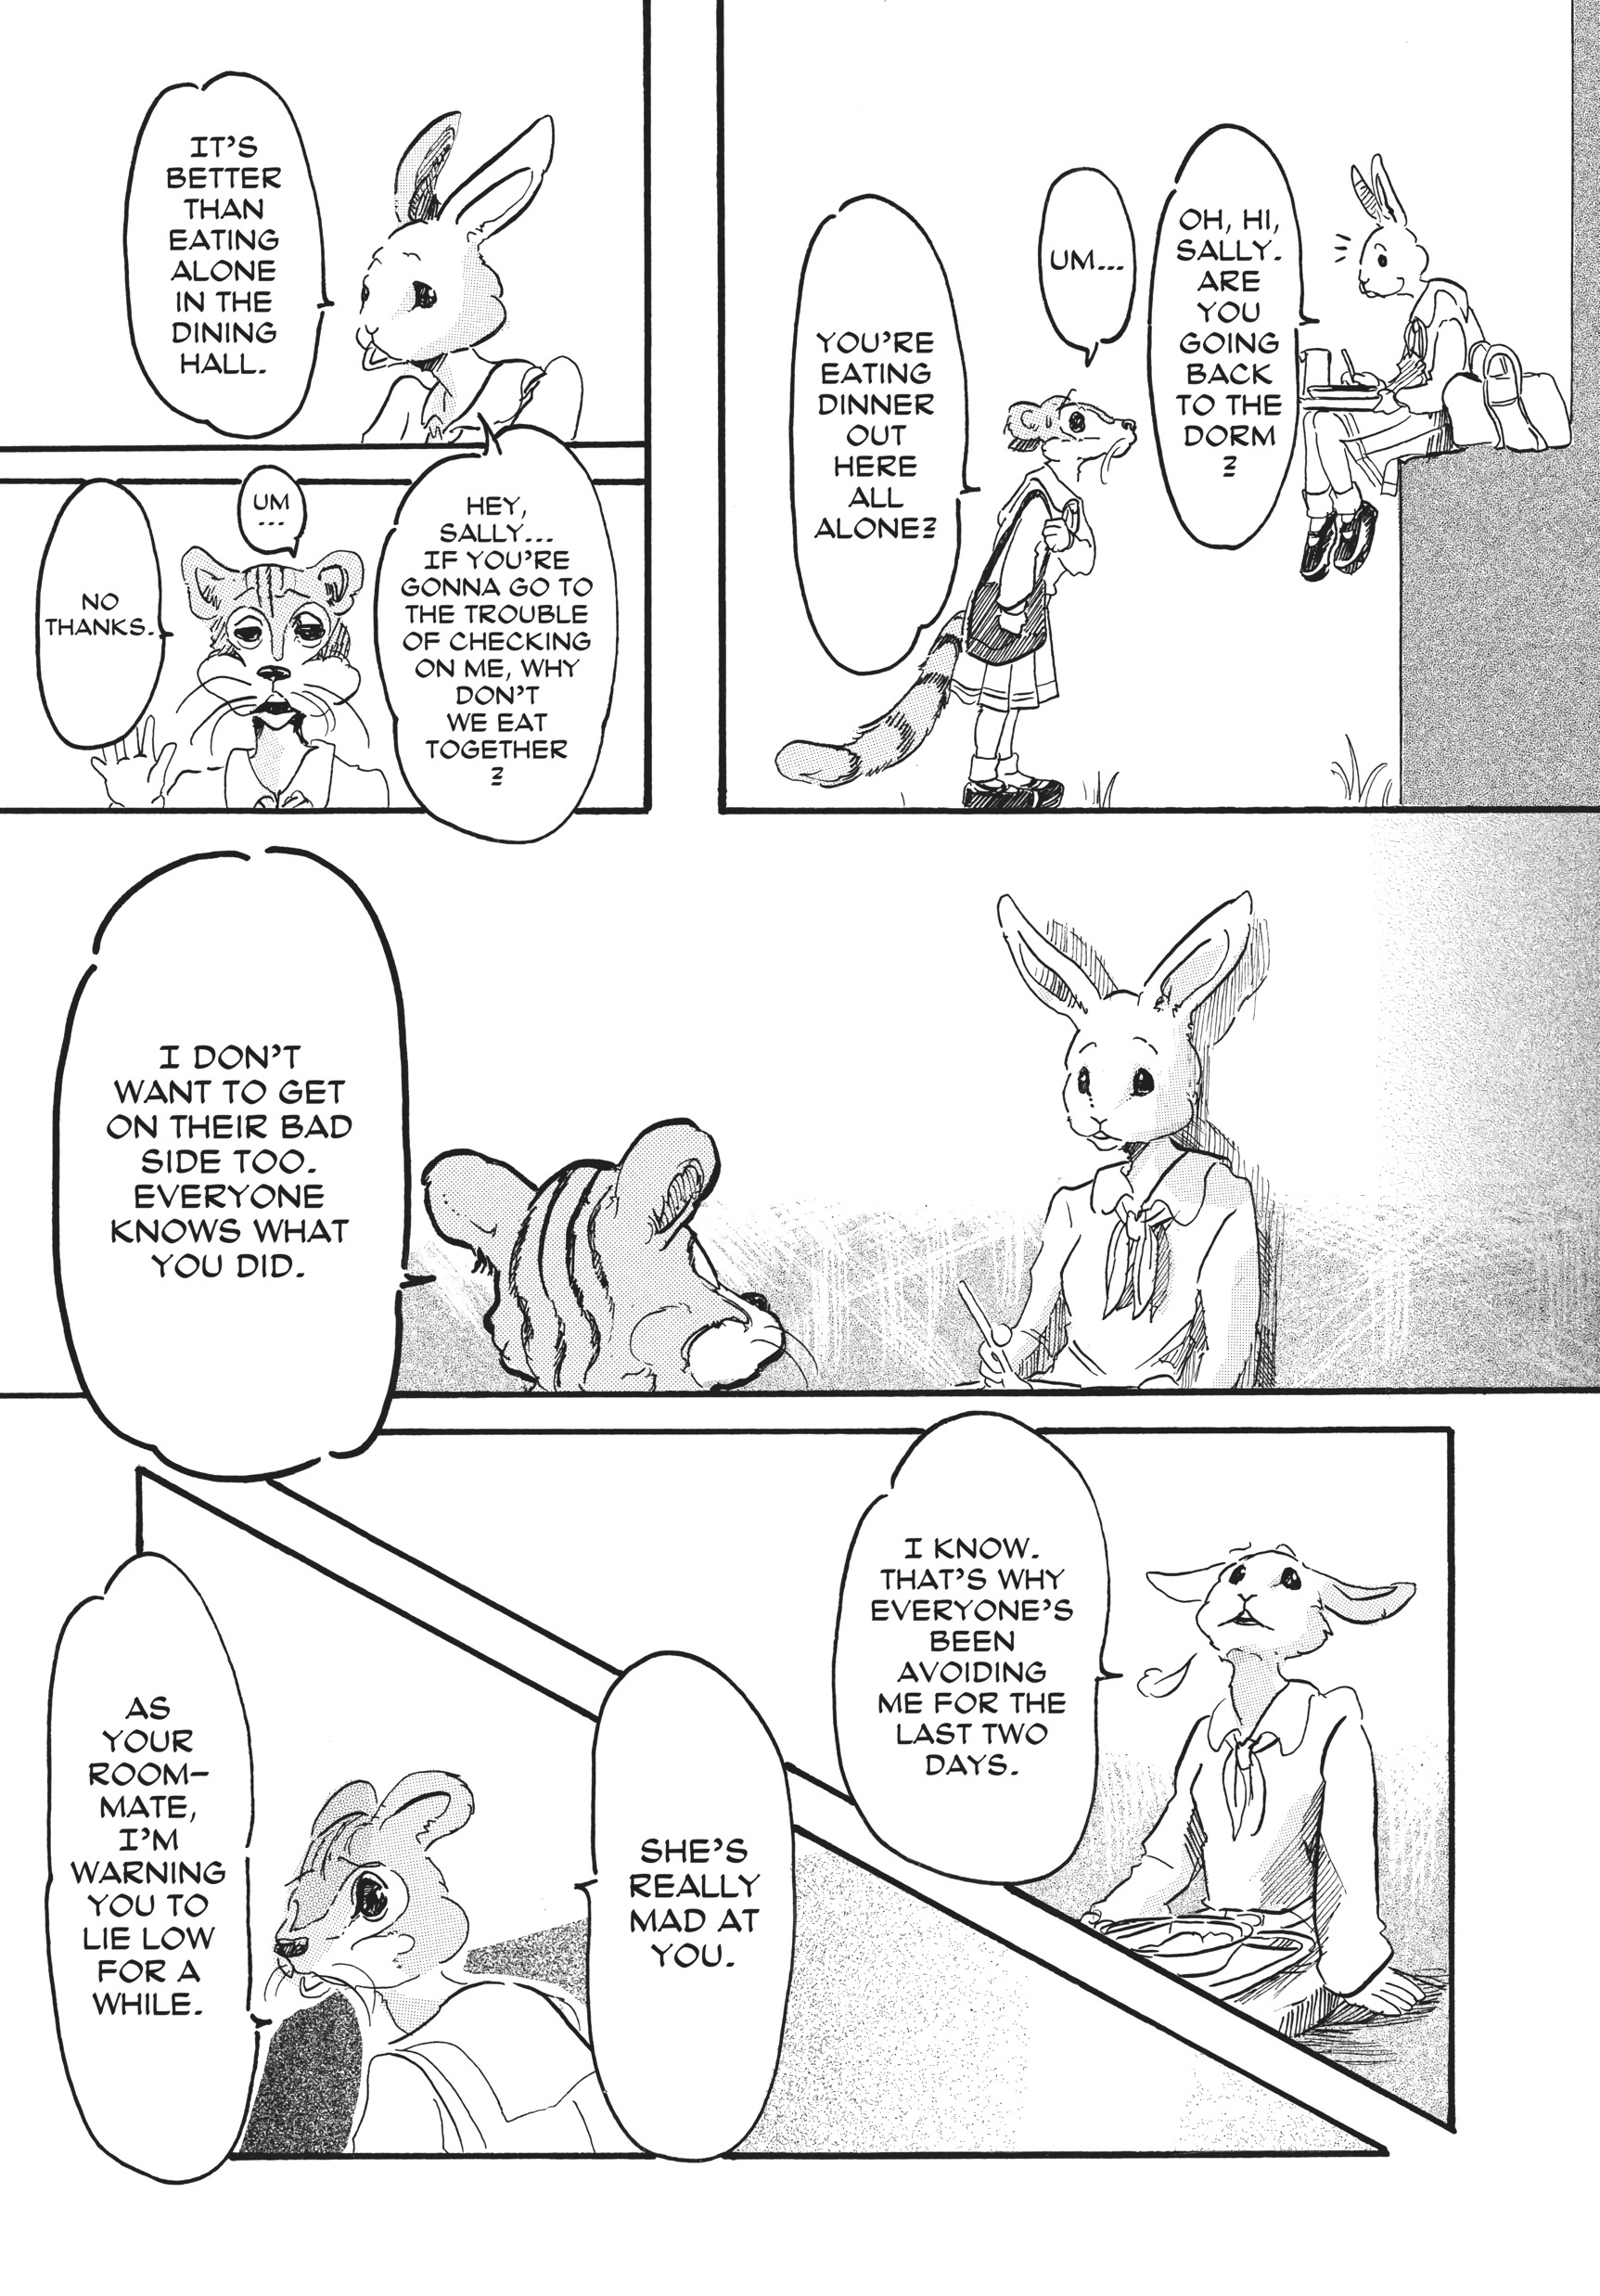 OH, HI,
SALLY.
ARE
YOU
GOING
BACK
TO THE
DORM
?
UM...
YOU'RE
EATING
DINNER
OUT
HERE
ALL
ALONE?
IT'S
BETTER
THAN
EATING
ALONE
IN THE
DINING
HALL.
HEY,
SALLY...
IF YOU'RE
GONNA GO TO
THE TROUBLE
OF CHECKING
ON ME, WHY
DON'T
WE EAT
TOGETHER
?
UM
...
NO
THANKS.
I DON'T
WANT TO GET
ON THEIR BAD
SIDE TOO.
EVERYONE
KNOWS WHAT
YOU DID.
I KNOW.
THAT'S WHY
EVERYONE'S
BEEN
AVOIDING
ME FOR THE
LAST TWO
DAYS.
SHE'S
REALLY
MAD AT
YOU.
AS
YOUR
ROOM-
MATE,
I'M
WARNING
YOU TO
LIE LOW
FOR A
WHILE.